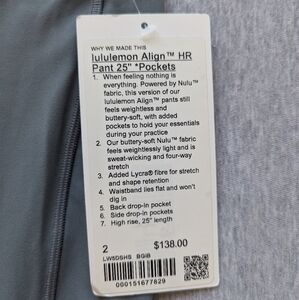 WHY WE MADE THIS
lululemon Align™ HR
Pant 25" *Pockets
1. When feeling nothing is
everything. Powered by Nulu™
fabric, this version of our
lululemon Align™ pants still
feels weightless and
buttery-soft, with added
pockets to hold your essentials
during your practice
2. Our buttery-soft Nulu™ fabric
feels weightlessly light and is
sweat-wicking and four-way
stretch
3. Added Lycra® fibre for stretch
and shape retention
4. Waistband lies flat and won't
dig in
5. Back drop-in pocket
6. Side drop-in pockets
7. High rise, 25" length
2 $138.00
LW5DSHS BGIB
000151677829